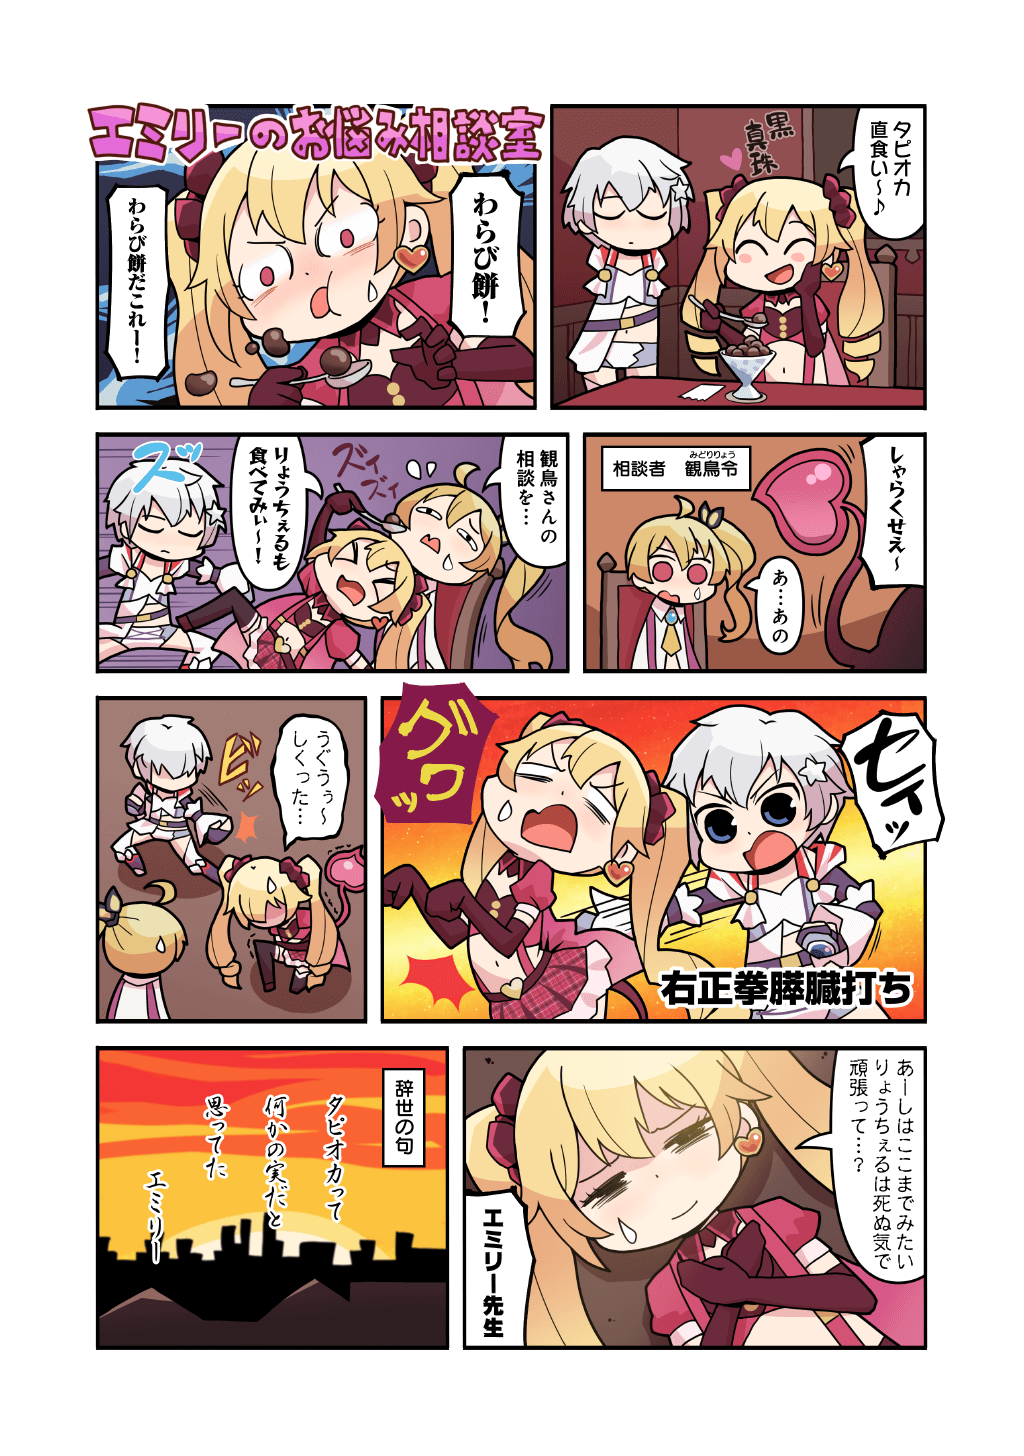 エミリーのお悩み相談室
タピオカ
直食い～♪
黒
真珠
わらび餅！
わらび餅だこれー！
しゃらくせえ～
相談者　観鳥令
みどりりょう
あ…あの
観鳥さんの
相談を…
ズィ
ズィ
りょうちぇるも
食べてみぃ～！
ズッ
セイッ
グワッ
右正拳膵臓打ち
うぐうぅ～
しくった…
ビッ
あーしはここまでみたい
りょうちぇるは死ぬ気で
頑張って…？
エミリー先生
辞世の句
タピオカって
何かの実だと
思ってた
エミリー